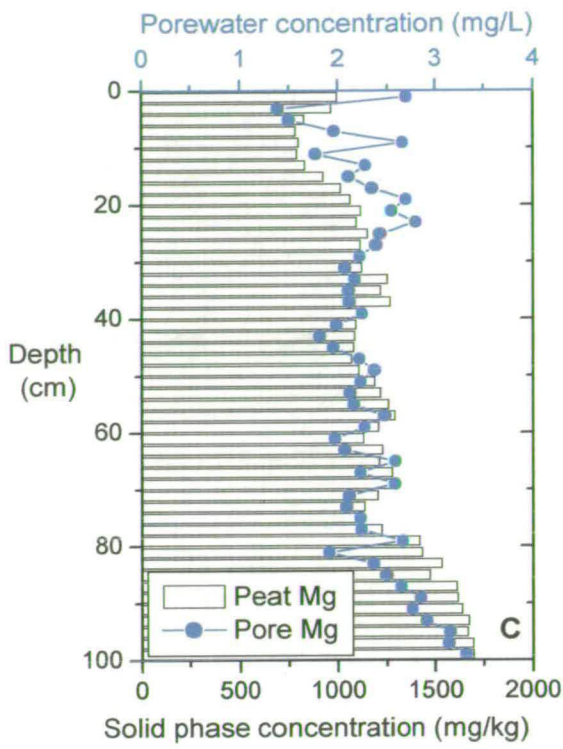 Porewater concentration (mg/L)
0 1 2 3 4
0
20
40
Depth
(cm)
60
80
Peat Mg
Pore Mg
C
100
0 500 1000 1500 2000
Solid phase concentration (mg/kg)